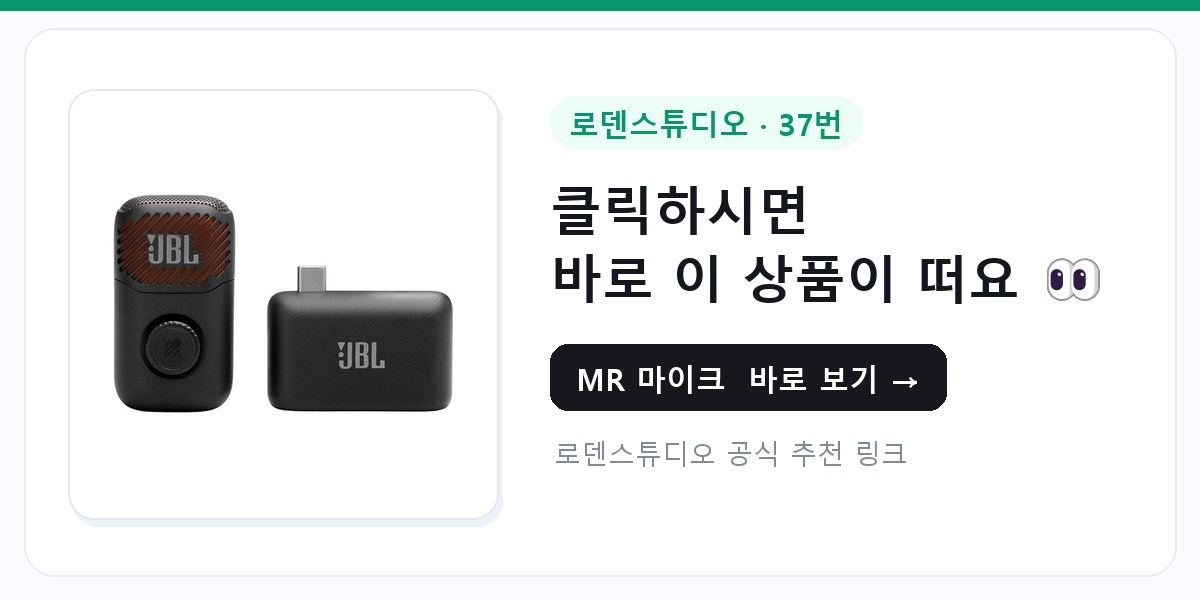 로덴스튜디오 · 37번
클릭하시면
바로 이 상품이 떠요 👀
MR 마이크 바로 보기 →
로덴스튜디오 공식 추천 링크
JBL
JBL